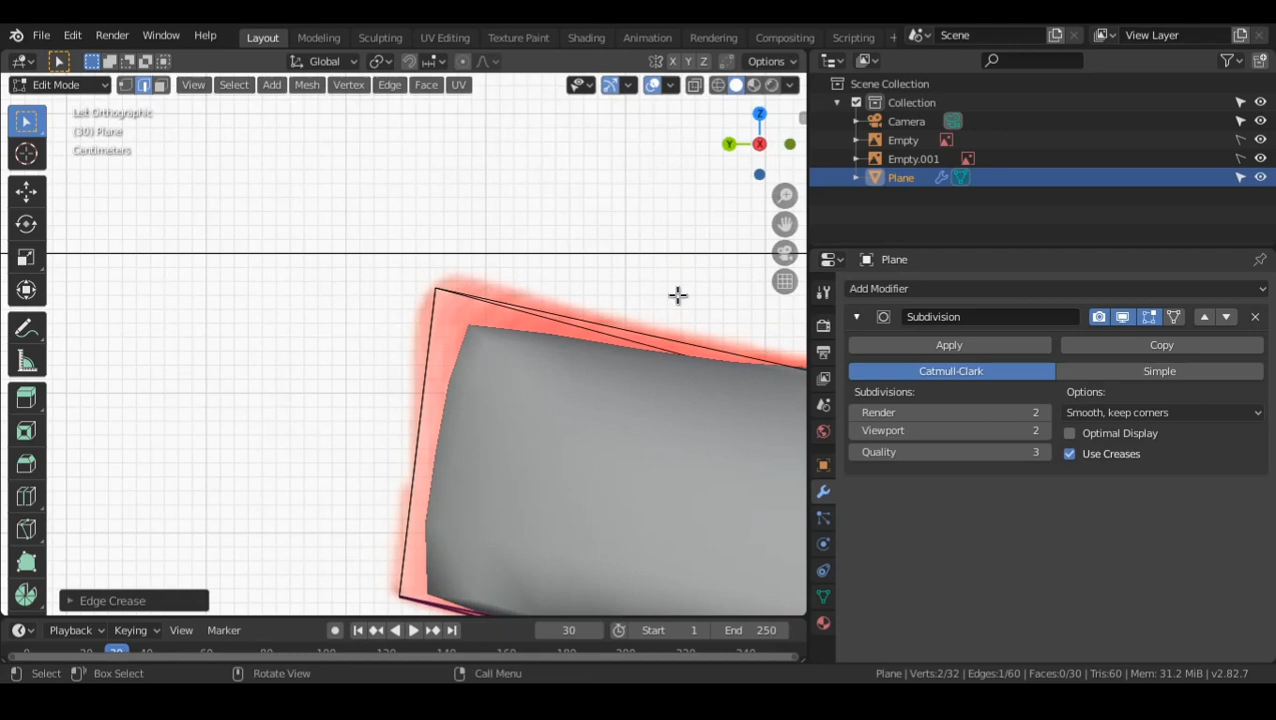 File Edit Render Window Help Layout Modeling Sculpting UV Editing Texture Paint Shading Animation Rendering Compositing Scripting + Scene View Layer
Global X Y Z Options
Edit Mode View Select Add Mesh Vertex Edge Face UV
Scene Collection
Collection
Camera
Empty
Empty.001
Plane
Left Orthographic
(30) Plane
Centimeters
Z
Y X
Plane
Add Modifier
Subdivision
Apply Copy
Catmull-Clark Simple
Subdivisions: Options:
Render 2 Smooth, keep corners
Viewport 2 Optimal Display
Quality 3 Use Creases
Edge Crease
Playback Keying View Marker 30 Start 1 End 250
Select Box Select Rotate View Call Menu Plane | Verts:2/32 | Edges:1/60 | Faces:0/30 | Tris:60 | Mem: 31.2 MiB | v2.82.7